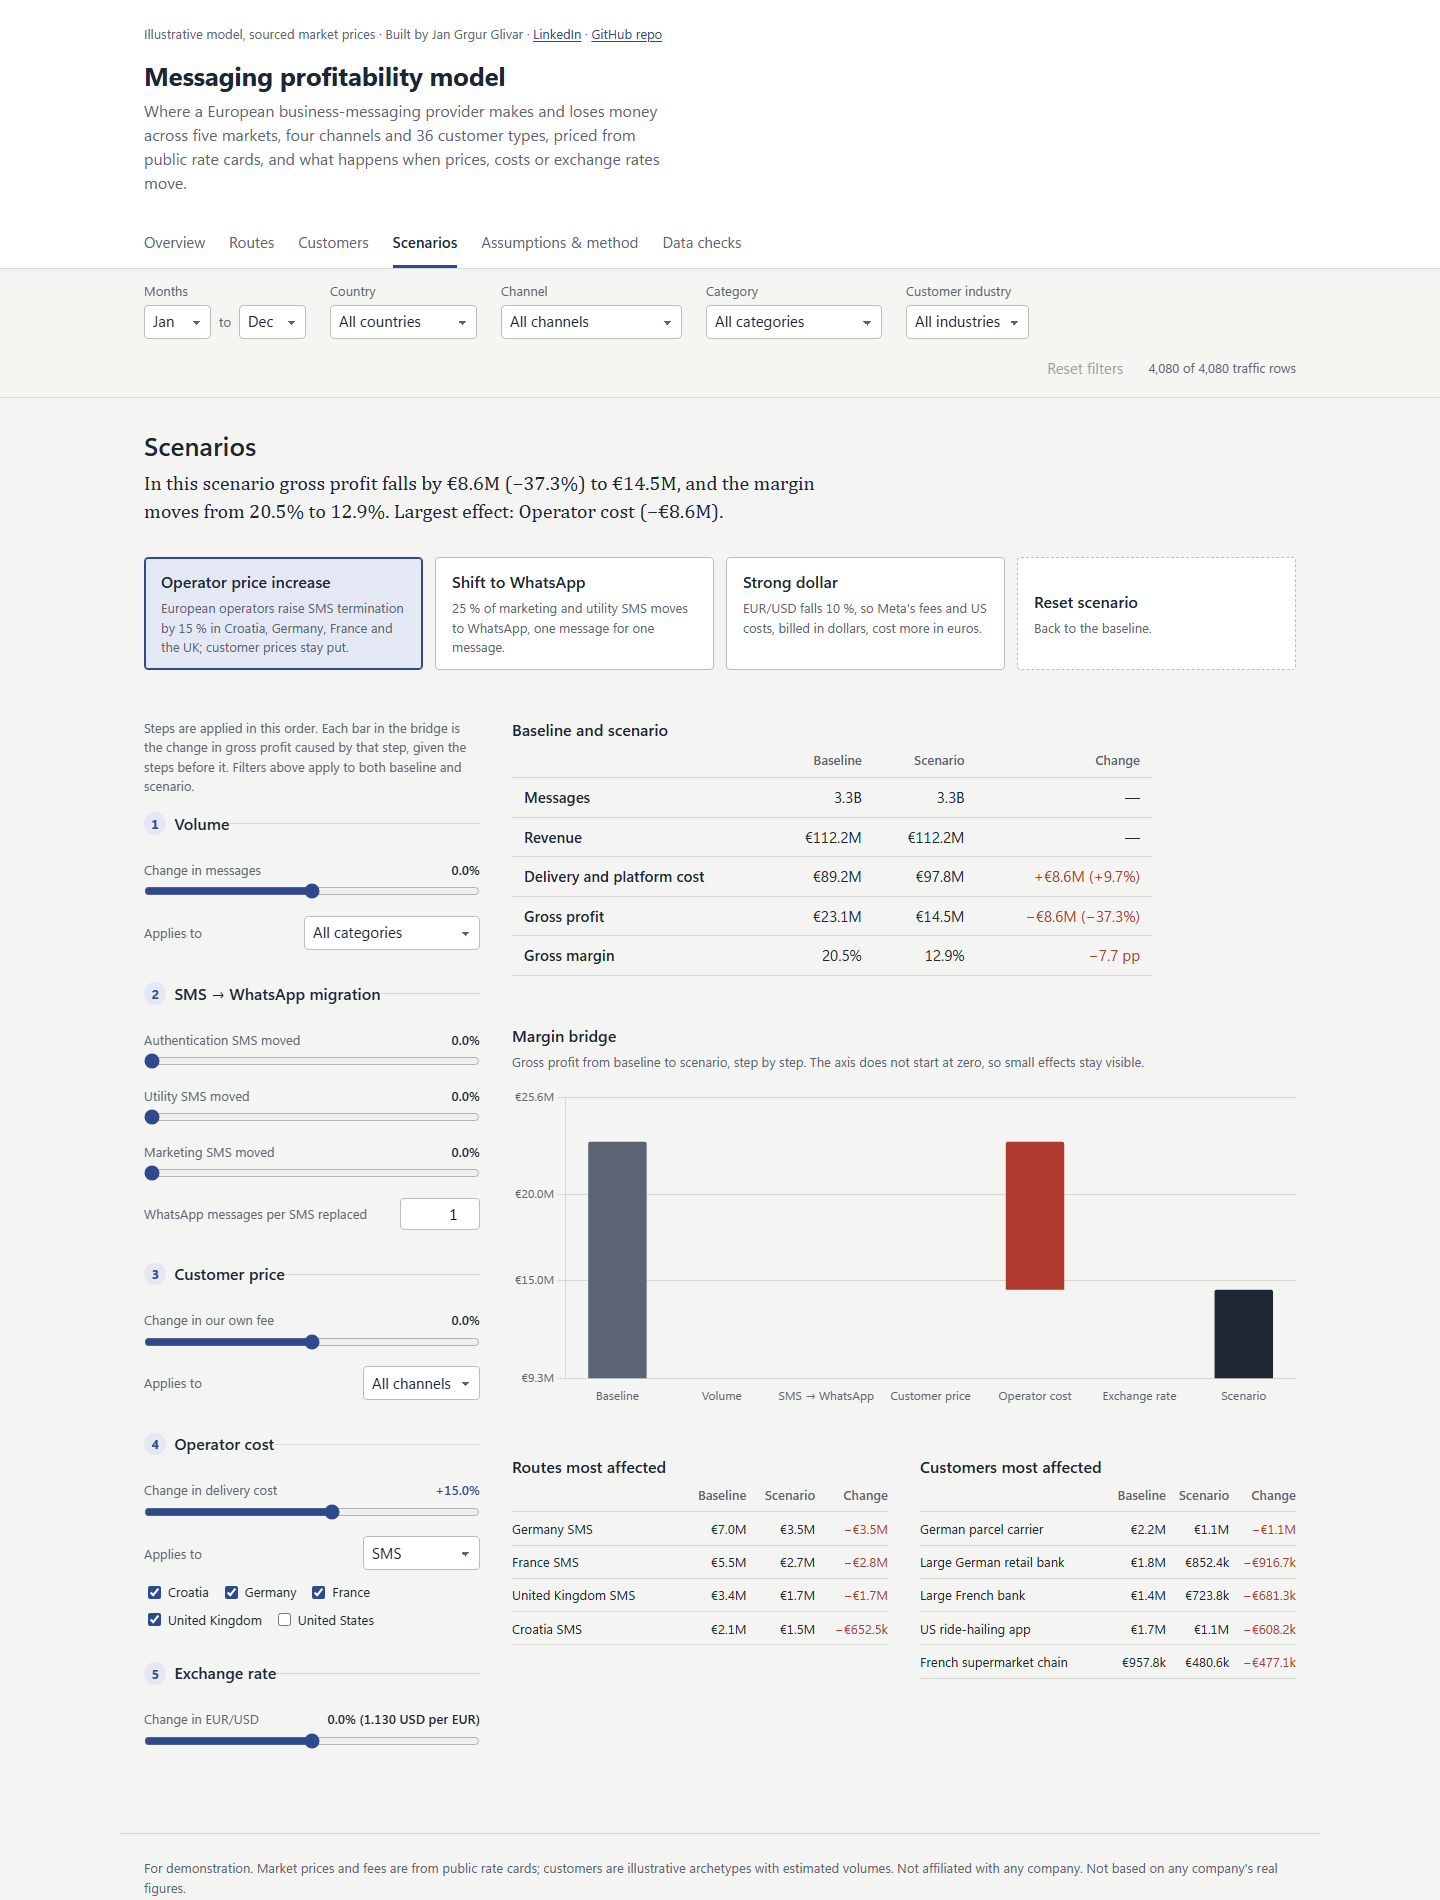 Illustrative model, sourced market prices · Built by Jan Grgur Glivar · LinkedIn · GitHub repo
Messaging profitability model
Where a European business-messaging provider makes and loses money
across five markets, four channels and 36 customer types, priced from
public rate cards, and what happens when prices, costs or exchange rates
move.
Overview Routes Customers Scenarios Assumptions & method Data checks
Months Country Channel Category Customer industry
Jan to Dec All countries All channels All categories All industries
Reset filters 4,080 of 4,080 traffic rows
Scenarios
In this scenario gross profit falls by €8.6M (−37.3%) to €14.5M, and the margin
moves from 20.5% to 12.9%. Largest effect: Operator cost (−€8.6M).
Operator price increase
European operators raise SMS termination
by 15 % in Croatia, Germany, France and
the UK; customer prices stay put.
Shift to WhatsApp
25 % of marketing and utility SMS moves
to WhatsApp, one message for one
message.
Strong dollar
EUR/USD falls 10 %, so Meta's fees and US
costs, billed in dollars, cost more in euros.
Reset scenario
Back to the baseline.
Steps are applied in this order. Each bar in the bridge is
the change in gross profit caused by that step, given the
steps before it. Filters above apply to both baseline and
scenario.
1 Volume
Change in messages 0.0%
Applies to All categories
2 SMS → WhatsApp migration
Authentication SMS moved 0.0%
Utility SMS moved 0.0%
Marketing SMS moved 0.0%
WhatsApp messages per SMS replaced 1
3 Customer price
Change in our own fee 0.0%
Applies to All channels
4 Operator cost
Change in delivery cost +15.0%
Applies to SMS
Croatia Germany France
United Kingdom United States
5 Exchange rate
Change in EUR/USD 0.0% (1.130 USD per EUR)
Baseline and scenario
Baseline Scenario Change
Messages 3.3B 3.3B —
Revenue €112.2M €112.2M —
Delivery and platform cost €89.2M €97.8M +€8.6M (+9.7%)
Gross profit €23.1M €14.5M −€8.6M (−37.3%)
Gross margin 20.5% 12.9% −7.7 pp
Margin bridge
Gross profit from baseline to scenario, step by step. The axis does not start at zero, so small effects stay visible.
€25.6M
€20.0M
€15.0M
€9.3M
Baseline Volume SMS → WhatsApp Customer price Operator cost Exchange rate Scenario
Routes most affected
Baseline Scenario Change
Germany SMS €7.0M €3.5M −€3.5M
France SMS €5.5M €2.7M −€2.8M
United Kingdom SMS €3.4M €1.7M −€1.7M
Croatia SMS €2.1M €1.5M −€652.5k
Customers most affected
Baseline Scenario Change
German parcel carrier €2.2M €1.1M −€1.1M
Large German retail bank €1.8M €852.4k −€916.7k
Large French bank €1.4M €723.8k −€681.3k
US ride-hailing app €1.7M €1.1M −€608.2k
French supermarket chain €957.8k €480.6k −€477.1k
For demonstration. Market prices and fees are from public rate cards; customers are illustrative archetypes with estimated volumes. Not affiliated with any company. Not based on any company's real
figures.